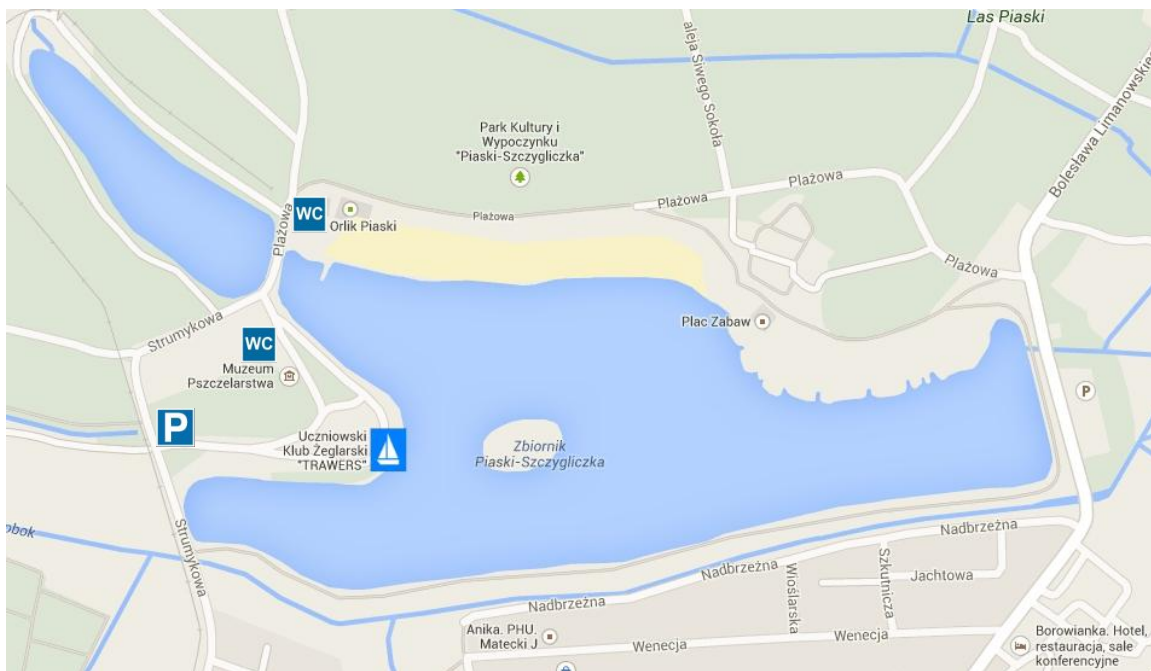 Las Piaski
aleja Siwego Sokoła
Bolesława Limanowskieg
Park Kultury i
Wypoczynku
"Piaski-Szczygliczka"
Plażowa
Plażowa
Plażowa
WC
Orlik Piaski
Plażowa
Plażowa
Strumykowa
WC
Muzeum
Pszczelarstwa
Plac Zabaw
P
P
Uczniowski
Klub Żeglarski
"TRAWERS"
Zbiornik
Piaski-Szczygliczka
obok
Strumykowa
Nadbrzeżna
Nadbrzeżna
Nadbrzeżna
Wioślarska
Szkutnicza
Jachtowa
Anika. PHU.
Matecki J
Wenecja
Wenecja
Borowianka. Hotel,
restauracja, sale
konferencyjne